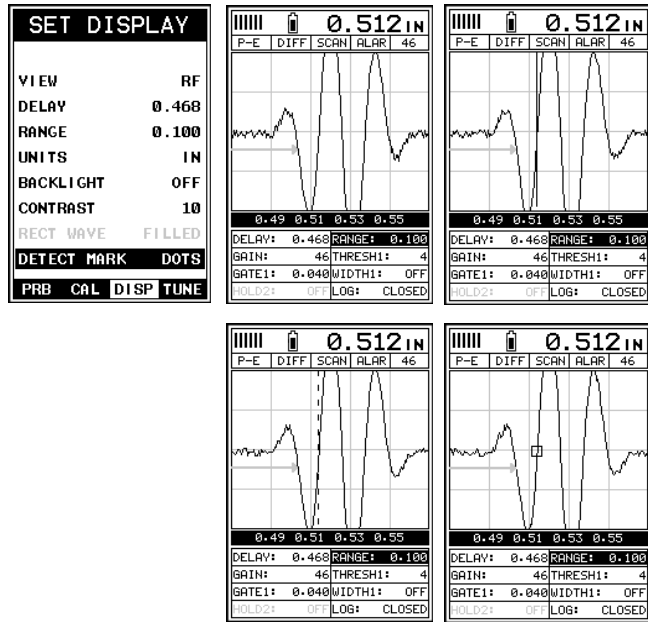 SET DISPLAY
VIEW RF
DELAY 0.468
RANGE 0.100
UNITS IN
BACKLIGHT OFF
CONTRAST 10
RECT WAVE FILLED
DETECT MARK DOTS
PRB CAL DISP TUNE
0.512 IN
P-E DIFF SCAN ALAR 46
0.49 0.51 0.53 0.55
DELAY: 0.468 RANGE: 0.100
GAIN: 46 THRESH1: 4
GATE1: 0.040 WIDTH1: OFF
HOLD2: OFF LOG: CLOSED
0.512 IN
P-E DIFF SCAN ALAR 46
0.49 0.51 0.53 0.55
DELAY: 0.468 RANGE: 0.100
GAIN: 46 THRESH1: 4
GATE1: 0.040 WIDTH1: OFF
HOLD2: OFF LOG: CLOSED
0.512 IN
P-E DIFF SCAN ALAR 46
0.49 0.51 0.53 0.55
DELAY: 0.468 RANGE: 0.100
GAIN: 46 THRESH1: 4
GATE1: 0.040 WIDTH1: OFF
HOLD2: OFF LOG: CLOSED
0.512 IN
P-E DIFF SCAN ALAR 46
0.49 0.51 0.53 0.55
DELAY: 0.468 RANGE: 0.100
GAIN: 46 THRESH1: 4
GATE1: 0.040 WIDTH1: OFF
HOLD2: OFF LOG: CLOSED